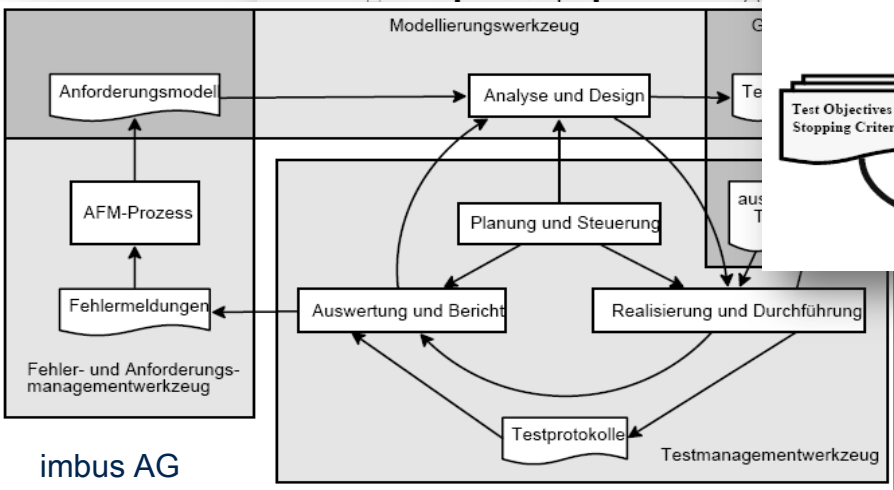 Modellierungswerkzeug
G
Anforderungsmodell
Analyse und Design
Te
Test Objectives
Stopping Criter
AFM-Prozess
Planung und Steuerung
aus
T
Fehlermeldungen
Auswertung und Bericht
Realisierung und Durchführung
Fehler- und Anforderungs-
managementwerkzeug
Testprotokolle
Testmanagementwerkzeug
imbus AG